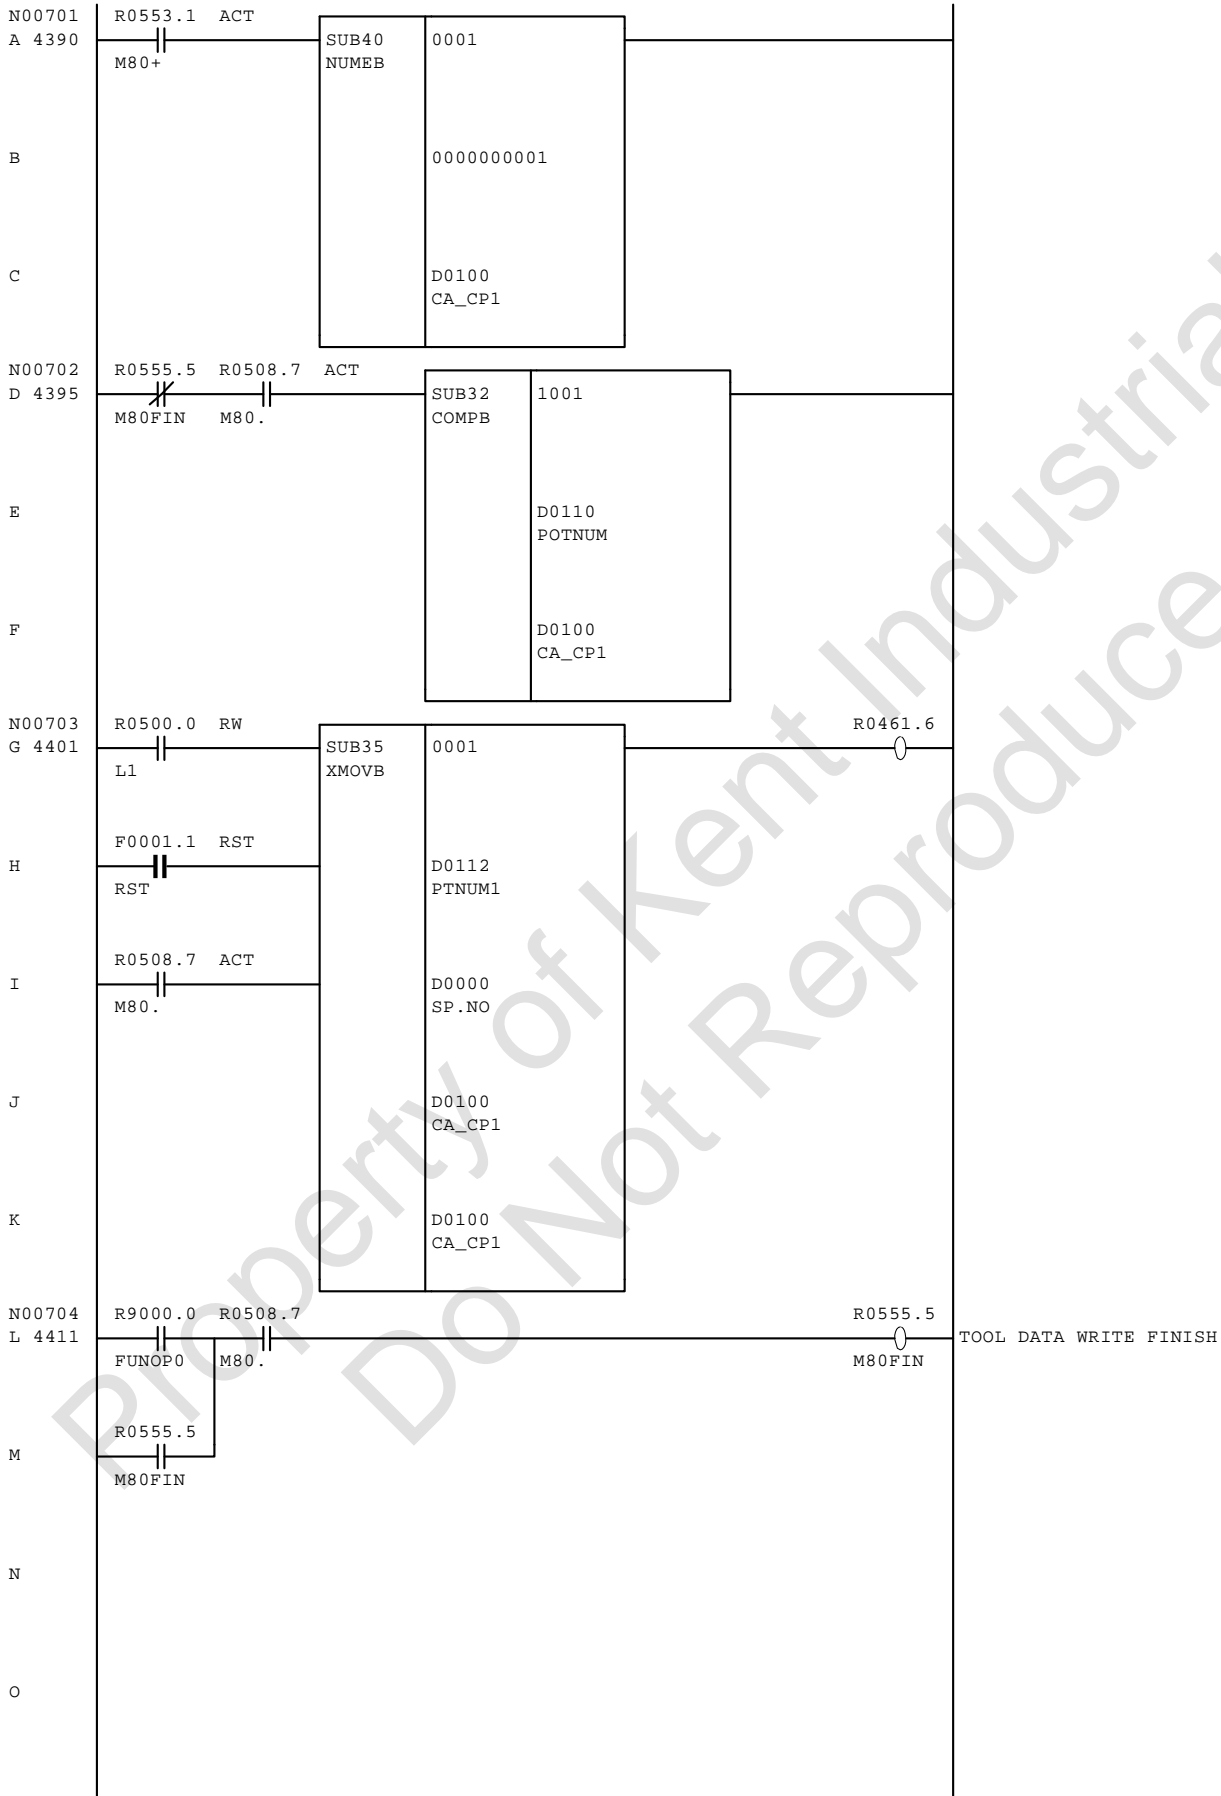 N00701 R0553.1 ACT
A 4390 SUB40 0001
M80+ NUMEB
B 0000000001
C D0100
CA_CP1
N00702 R0555.5 R0508.7 ACT
D 4395 SUB32 1001
M80FIN M80. COMPB
E D0110
POTNUM
F D0100
CA_CP1
N00703 R0500.0 RW R0461.6
G 4401 SUB35 0001
L1 XMOVB
F0001.1 RST
H D0112
RST PTNUM1
R0508.7 ACT
I D0000
M80. SP.NO
J D0100
CA_CP1
K D0100
CA_CP1
N00704 R9000.0 R0508.7 R0555.5
L 4411 TOOL DATA WRITE FINISH
FUNOP0 M80. M80FIN
R0555.5
M
M80FIN
N
O
Property of Kent Industrial
Do Not Reproduce